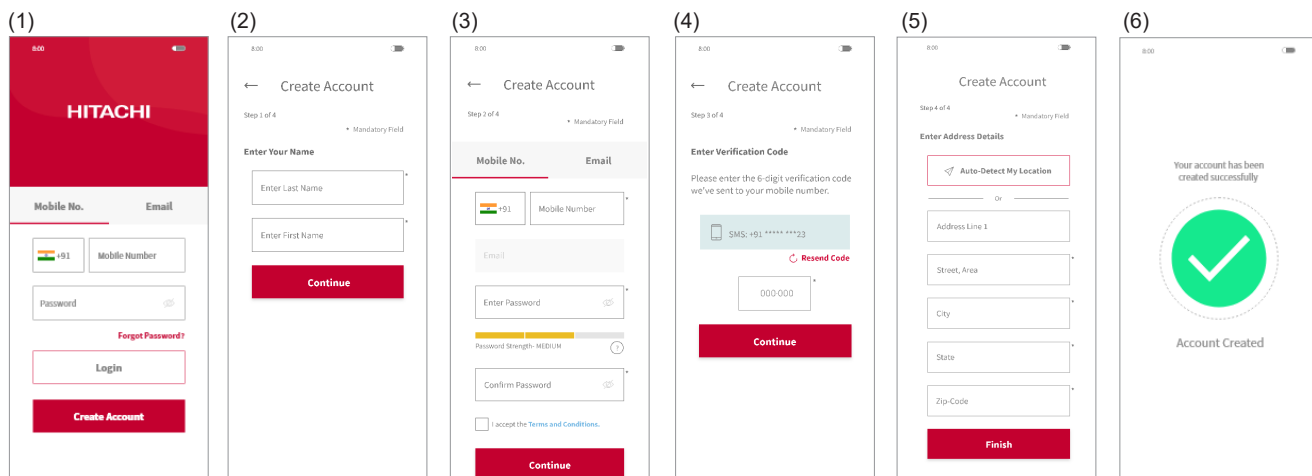 (1)
8:00
HITACHI
Mobile No. Email
+91 Mobile Number
Password
Forgot Password?
Login
Create Account
(2)
8:00
← Create Account
Step 1 of 4
* Mandatory Field
Enter Your Name
Enter Last Name *
Enter First Name *
Continue
(3)
8:00
← Create Account
Step 2 of 4
* Mandatory Field
Mobile No. Email
+91 Mobile Number *
Email
Enter Password *
Password Strength- MEDIUM ?
Confirm Password *
I accept the Terms and Conditions.
Continue
(4)
8:00
← Create Account
Step 3 of 4
* Mandatory Field
Enter Verification Code
Please enter the 6-digit verification code
we've sent to your mobile number.
SMS: +91 ***** ***23
Resend Code
000-000 *
Continue
(5)
8:00
Create Account
Step 4 of 4
* Mandatory Field
Enter Address Details
Auto-Detect My Location
Or
Address Line 1
Street, Area *
City *
State *
Zip-Code *
Finish
(6)
8:00
Your account has been
created successfully
Account Created